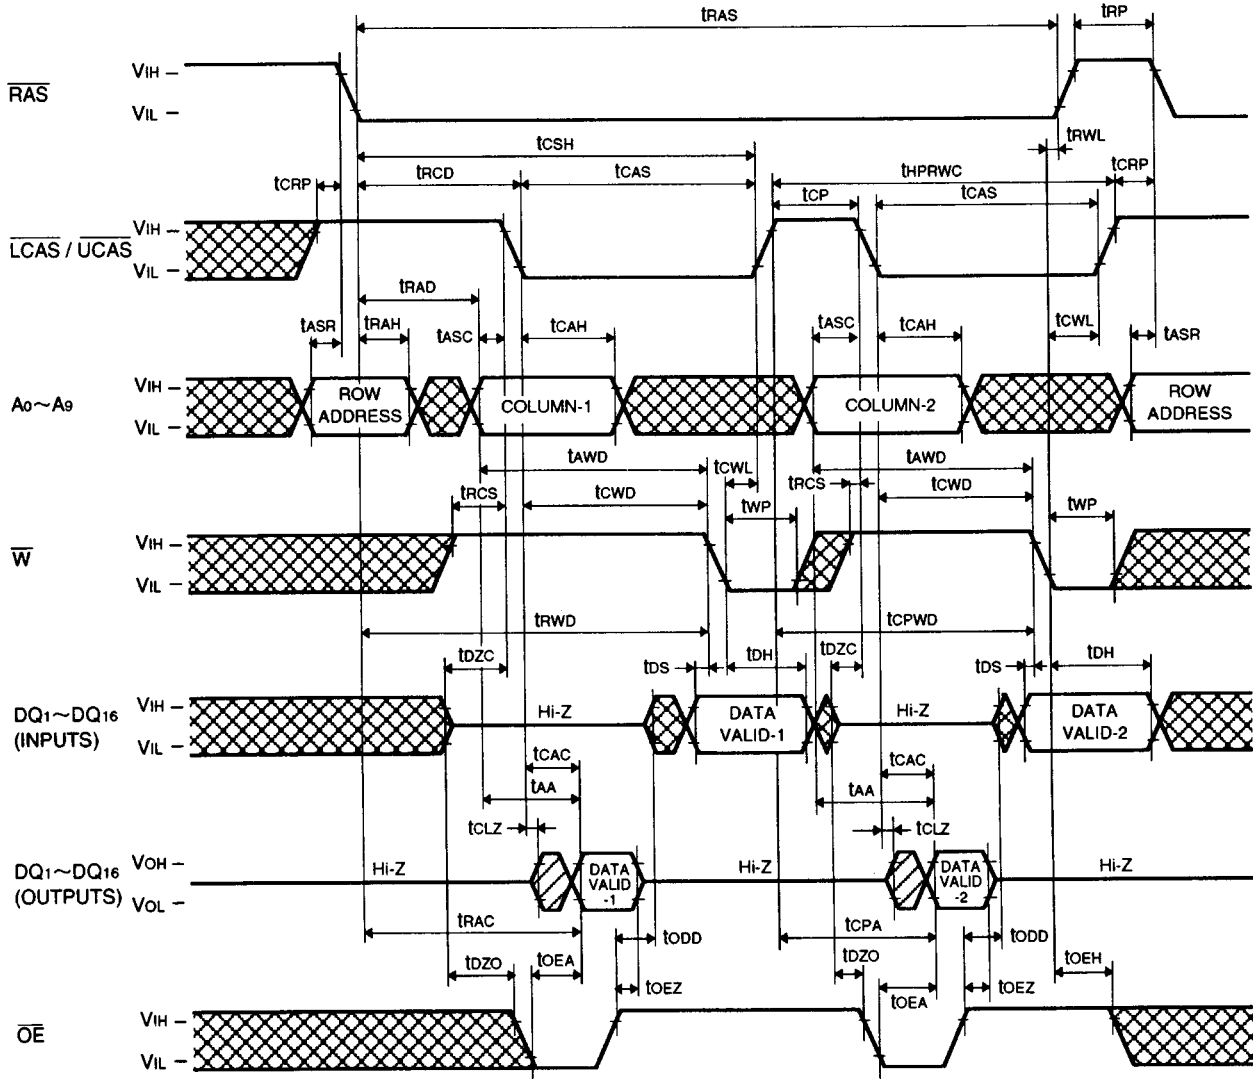 tRAS
tRP
RAS
VIH
VIL
tRWL
tCSH
tCRP
tRCD
tCAS
tHPRWC
tCRP
tCP
tCAS
LCAS / UCAS
VIH
VIL
tRAD
tASR
tRAH
tASC
tCAH
tASC
tCAH
tCWL
tASR
A0~A9
VIH
VIL
ROW ADDRESS
COLUMN-1
COLUMN-2
ROW ADDRESS
tAWD
tCWL
tAWD
tRCS
tCWD
tRCS
tCWD
tWP
tWP
W
VIH
VIL
tRWD
tCPWD
tDZC
tDS
tDH
tDZC
tDS
tDH
DQ1~DQ16
(INPUTS)
VIH
VIL
Hi-Z
DATA VALID-1
Hi-Z
DATA VALID-2
tCAC
tAA
tCLZ
tCAC
tAA
tCLZ
DQ1~DQ16
(OUTPUTS)
VOH
VOL
Hi-Z
DATA VALID -1
Hi-Z
DATA VALID -2
Hi-Z
tRAC
tODD
tCPA
tODD
tDZO
tOEA
tOEZ
tDZO
tOEA
tOEZ
tOEH
OE
VIH
VIL